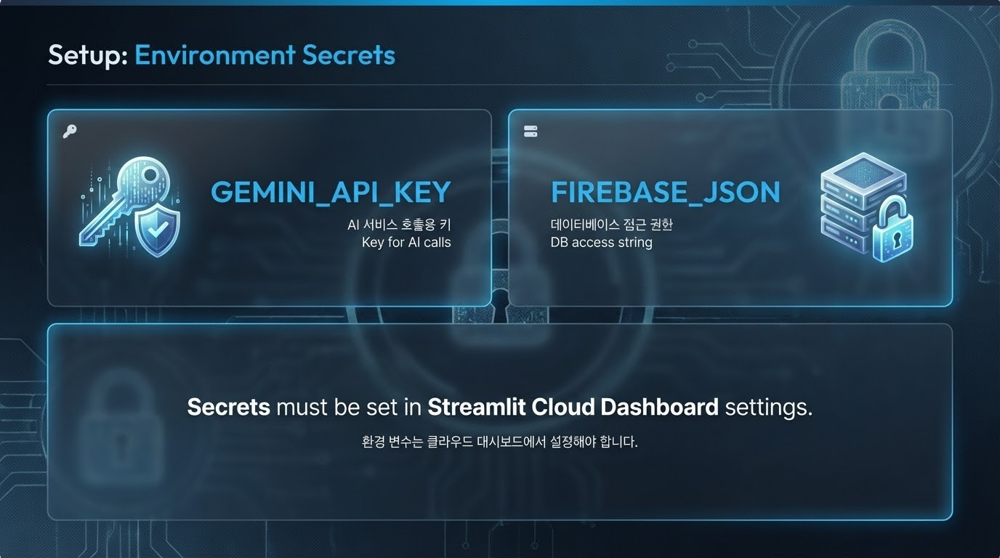 Setup: Environment Secrets
GEMINI_API_KEY
AI 서비스 호출용 키
Key for AI calls
FIREBASE_JSON
데이티베이스 접근 권한
DB access string
Secrets must be set in Streamlit Cloud Dashboard settings.
환경 변수는 클라우드 대시보드에서 설정해야 합니다.